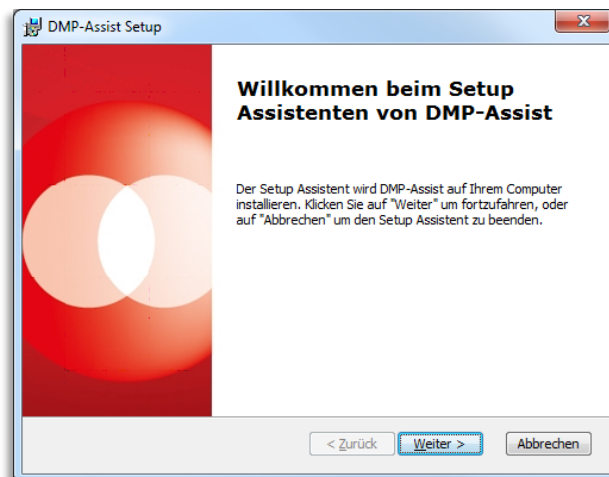 DMP-Assist Setup
Willkommen beim Setup
Assistenten von DMP-Assist
Der Setup Assistent wird DMP-Assist auf Ihrem Computer
installieren. Klicken Sie auf "Weiter" um fortzufahren, oder
auf "Abbrechen" um den Setup Assistent zu beenden.
< Zurück Weiter > Abbrechen